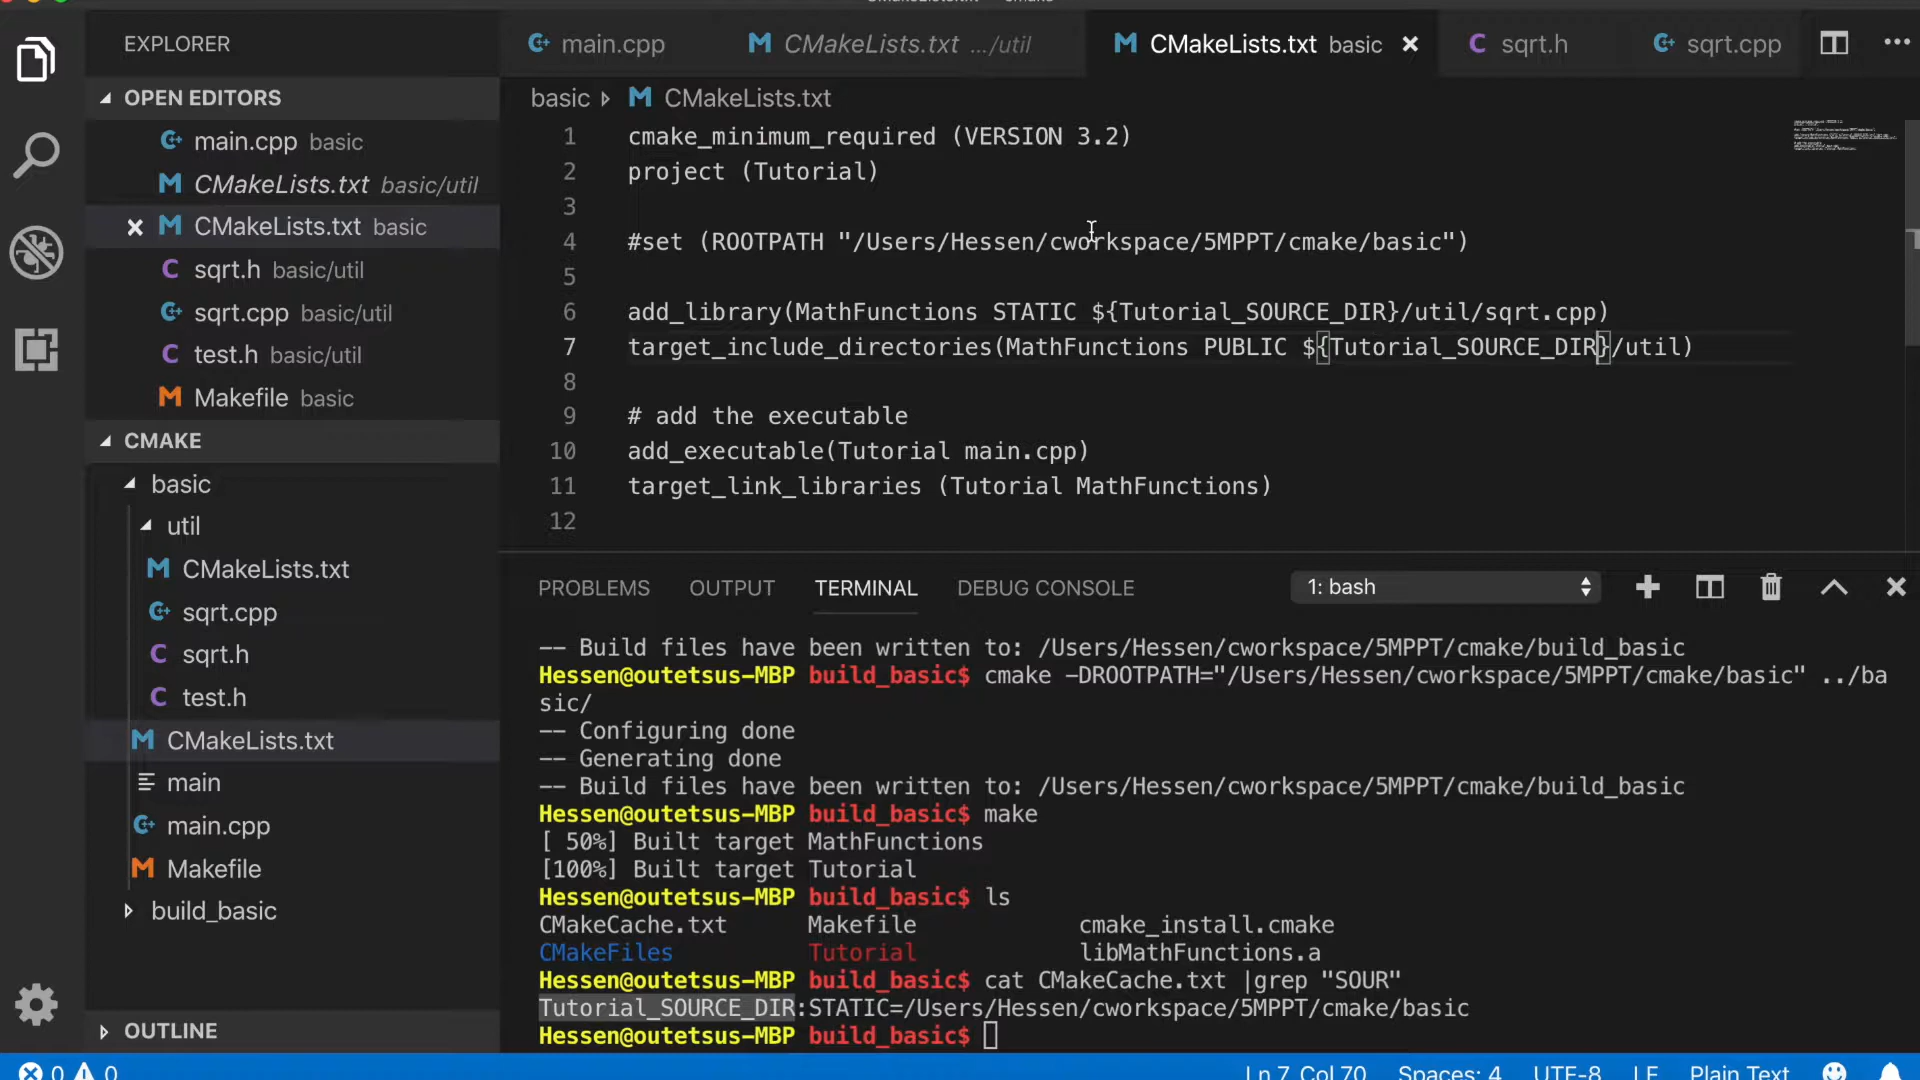 EXPLORER
OPEN EDITORS
main.cpp basic
CMakeLists.txt basic/util
CMakeLists.txt basic
sqrt.h basic/util
sqrt.cpp basic/util
test.h basic/util
Makefile basic
CMAKE
basic
util
CMakeLists.txt
sqrt.cpp
sqrt.h
test.h
CMakeLists.txt
main
main.cpp
Makefile
build_basic
OUTLINE
main.cpp
CMakeLists.txt .../util
CMakeLists.txt basic
sqrt.h
sqrt.cpp
basic
CMakeLists.txt
1 cmake_minimum_required (VERSION 3.2)
2 project (Tutorial)
3
4 #set (ROOTPATH "/Users/Hessen/cworkspace/5MPPT/cmake/basic")
5
6 add_library(MathFunctions STATIC ${Tutorial_SOURCE_DIR}/util/sqrt.cpp)
7 target_include_directories(MathFunctions PUBLIC ${Tutorial_SOURCE_DIR}/util)
8
9 # add the executable
10 add_executable(Tutorial main.cpp)
11 target_link_libraries (Tutorial MathFunctions)
12
PROBLEMS OUTPUT TERMINAL DEBUG CONSOLE 1: bash
-- Build files have been written to: /Users/Hessen/cworkspace/5MPPT/cmake/build_basic
Hessen@outetsus-MBP build_basic$ cmake -DROOTPATH="/Users/Hessen/cworkspace/5MPPT/cmake/basic" ../ba
sic/
-- Configuring done
-- Generating done
-- Build files have been written to: /Users/Hessen/cworkspace/5MPPT/cmake/build_basic
Hessen@outetsus-MBP build_basic$ make
[ 50%] Built target MathFunctions
[100%] Built target Tutorial
Hessen@outetsus-MBP build_basic$ ls
CMakeCache.txt Makefile cmake_install.cmake
CMakeFiles Tutorial libMathFunctions.a
Hessen@outetsus-MBP build_basic$ cat CMakeCache.txt |grep "SOUR"
Tutorial_SOURCE_DIR:STATIC=/Users/Hessen/cworkspace/5MPPT/cmake/basic
Hessen@outetsus-MBP build_basic$
0 0 Ln 7, Col 70 Spaces: 4 UTF-8 LF Plain Text